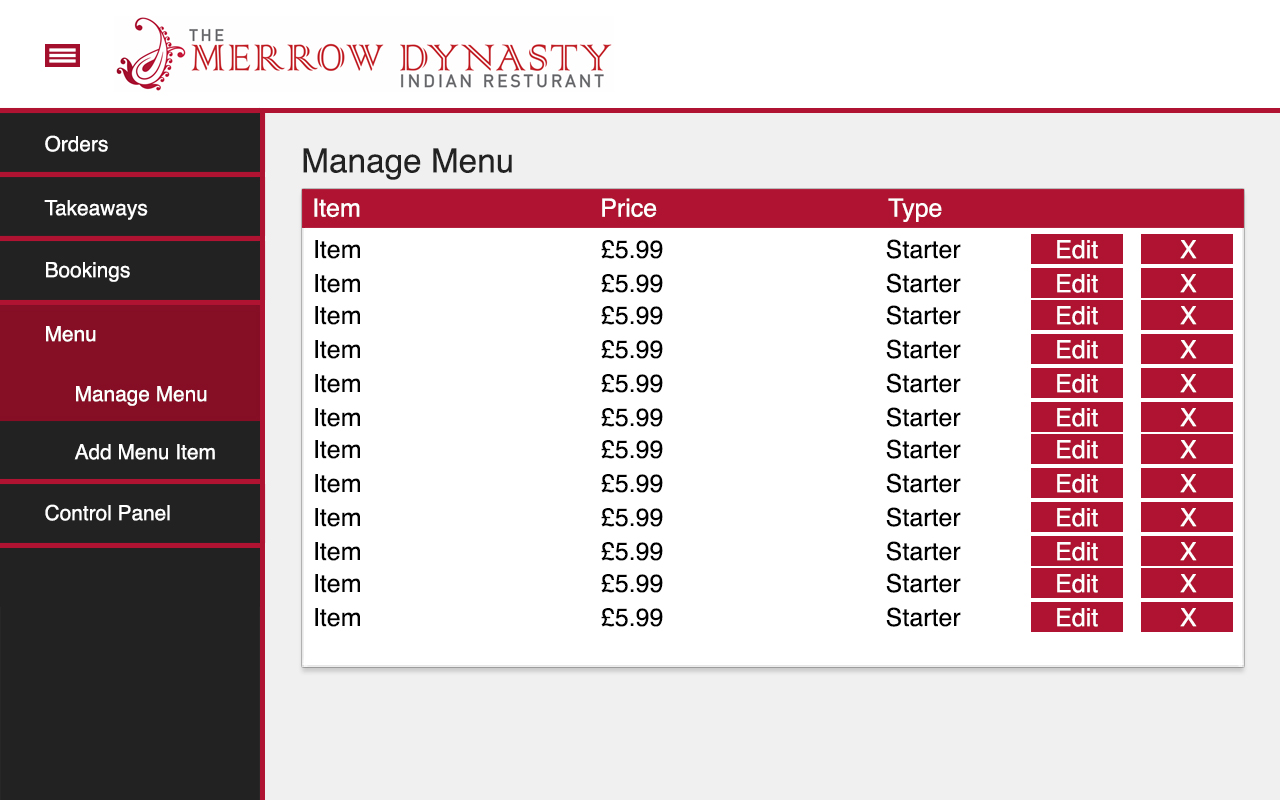 THE
MERROW DYNASTY
INDIAN RESTURANT
Orders
Takeaways
Bookings
Menu
Manage Menu
Add Menu Item
Control Panel
Manage Menu
Item Price Type
Item £5.99 Starter Edit X
Item £5.99 Starter Edit X
Item £5.99 Starter Edit X
Item £5.99 Starter Edit X
Item £5.99 Starter Edit X
Item £5.99 Starter Edit X
Item £5.99 Starter Edit X
Item £5.99 Starter Edit X
Item £5.99 Starter Edit X
Item £5.99 Starter Edit X
Item £5.99 Starter Edit X
Item £5.99 Starter Edit X